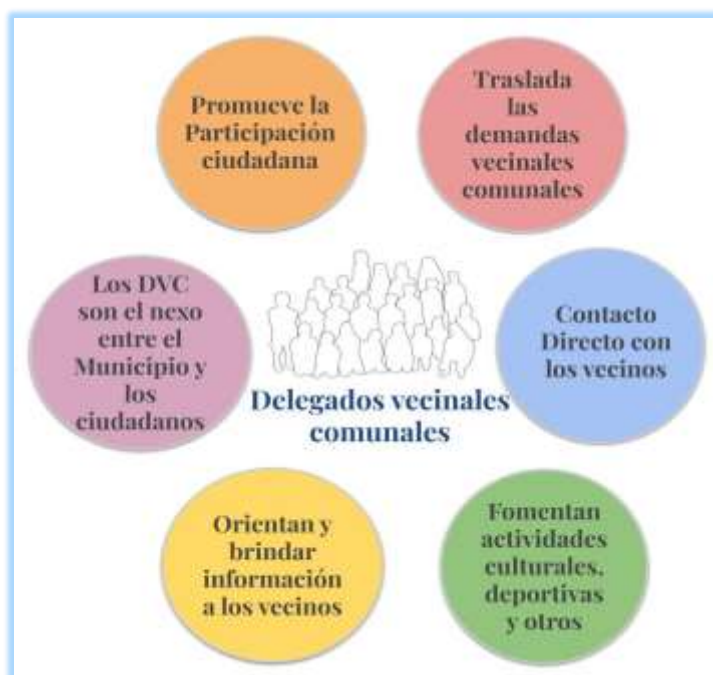 Promueve la
Participación
ciudadana
Traslada
las
demandas
vecinales
comunales
Los DVC
son el nexo
entre el
Municipio y
los
ciudadanos
Contacto
Directo con
los vecinos
Delegados vecinales
comunales
Orientan y
brindar
información
a los vecinos
Fomentan
actividades
culturales,
deportivas
y otros